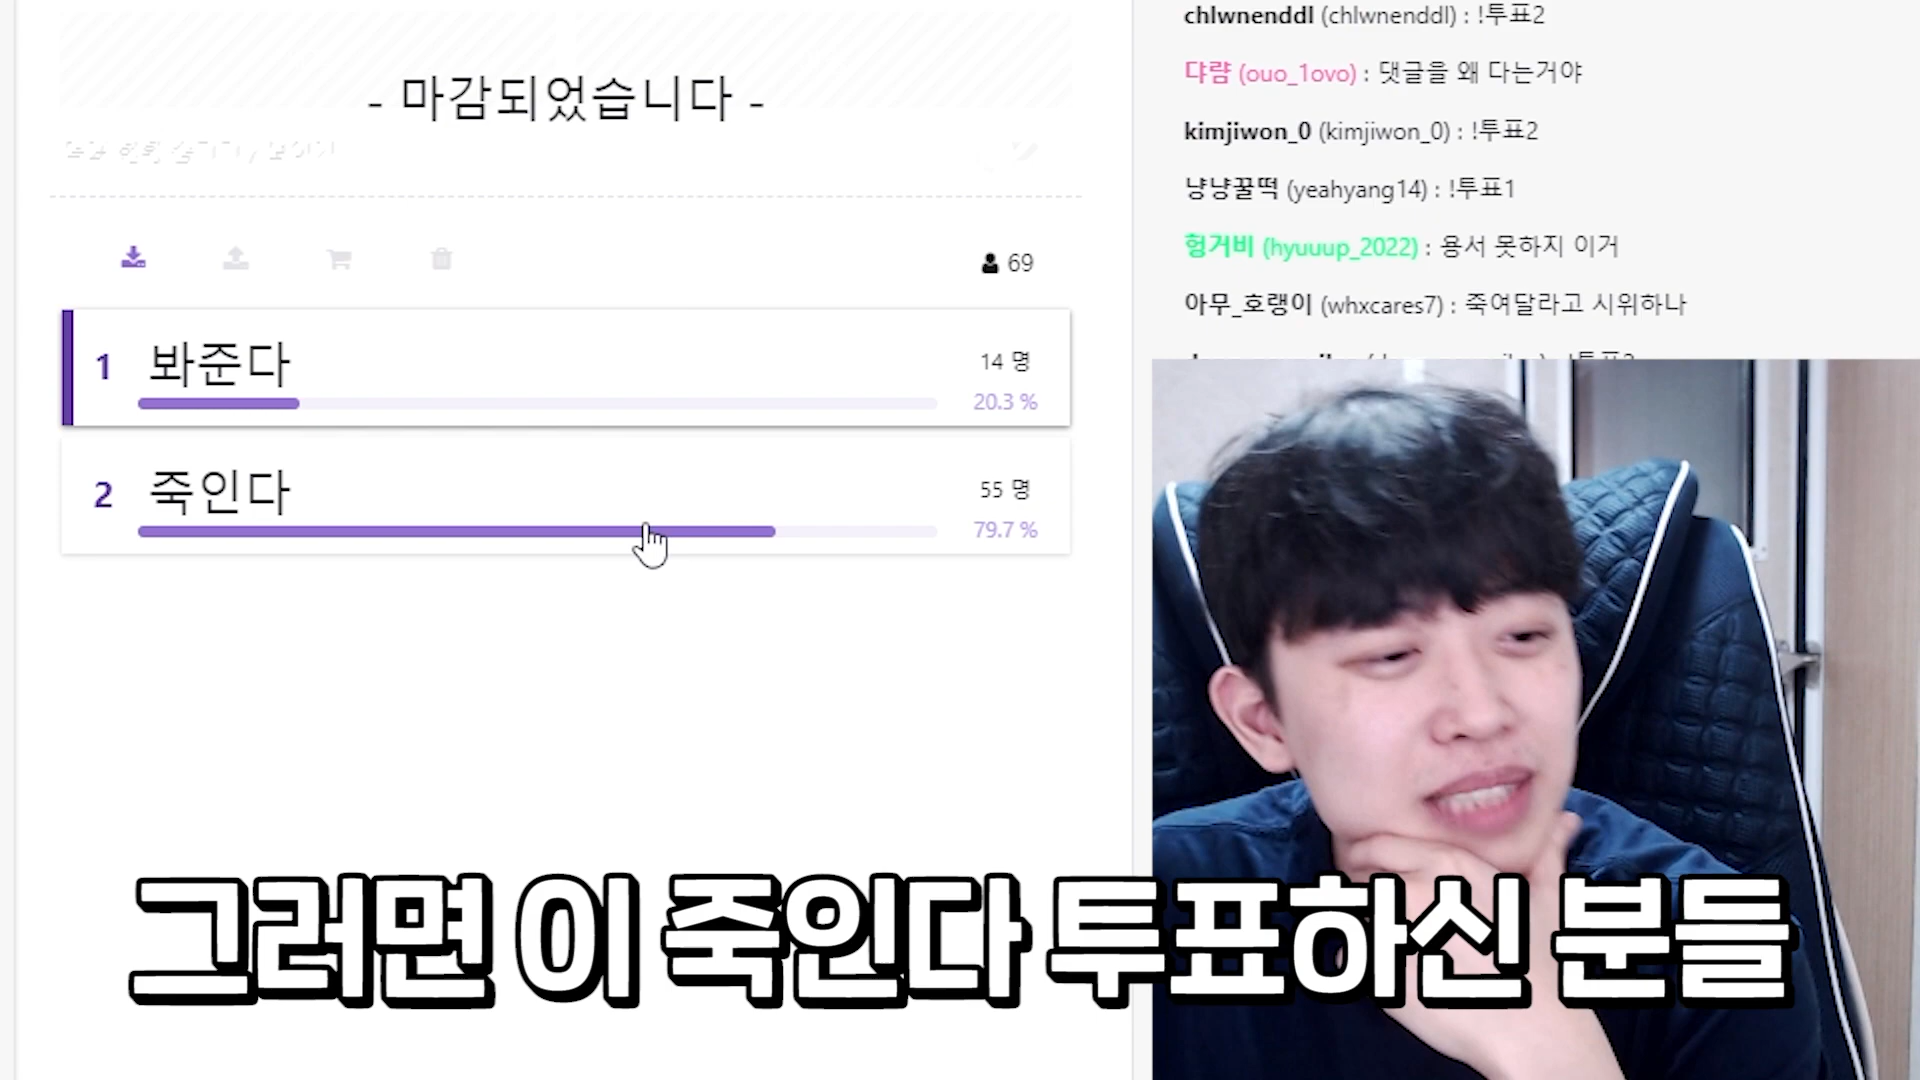 - 마감되었습니다 -
69
1 봐준다
14 명
20.3 %
2 죽인다
55 명
79.7 %
chlwnenddl (chlwnenddl) : !투표2
댜럄 (ouo_1ovo) : 댓글을 왜 다는거야
kimjiwon_0 (kimjiwon_0) : !투표2
냥냥꿀떡 (yeahyang14) : !투표1
헝거비 (hyuuup_2022) : 용서 못하지 이거
아무_호랭이 (whxcares7) : 죽여달라고 시위하나
그러면 이 죽인다 투표하신 분들